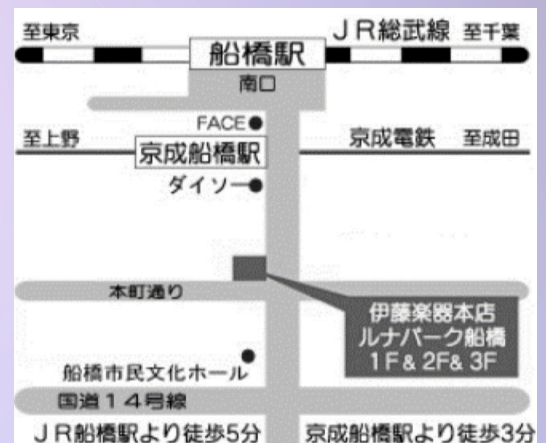 至東京
JR総武線 至千葉
船橋駅
南口
FACE●
至上野
京成電鉄 至成田
京成船橋駅
ダイソー●
本町通り
伊藤楽器本店
ルナパーク船橋
1F&2F&3F
船橋市民文化ホール
国道14号線
JR船橋駅より徒歩5分
京成船橋駅より徒歩3分